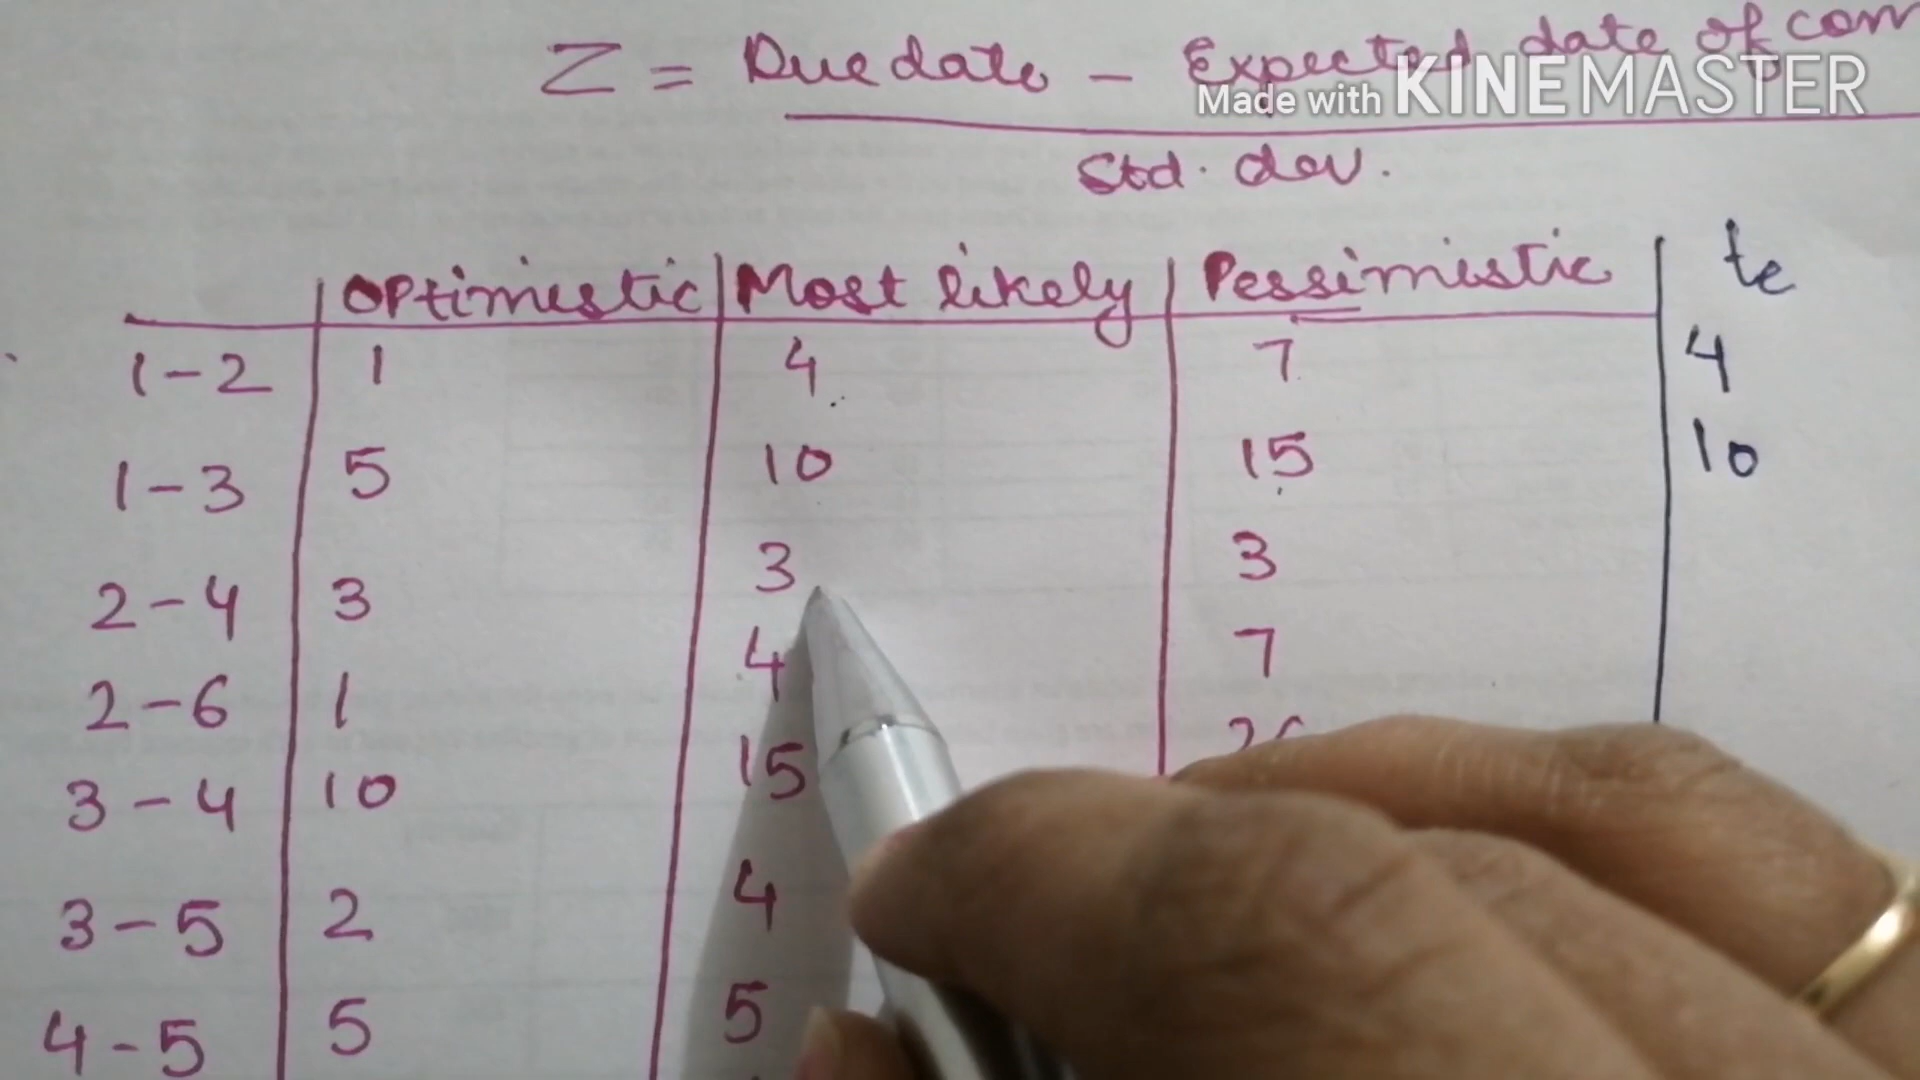 Z = Due date - Expected date of com
Made with KINEMASTER
Std. dev.
Optimistic Most likely Pessimistic te
1-2 1 4 7 4
1-3 5 10 15 10
2-4 3 3 3
2-6 1 4 7
3-4 10 15
3-5 2 4
4-5 5 5